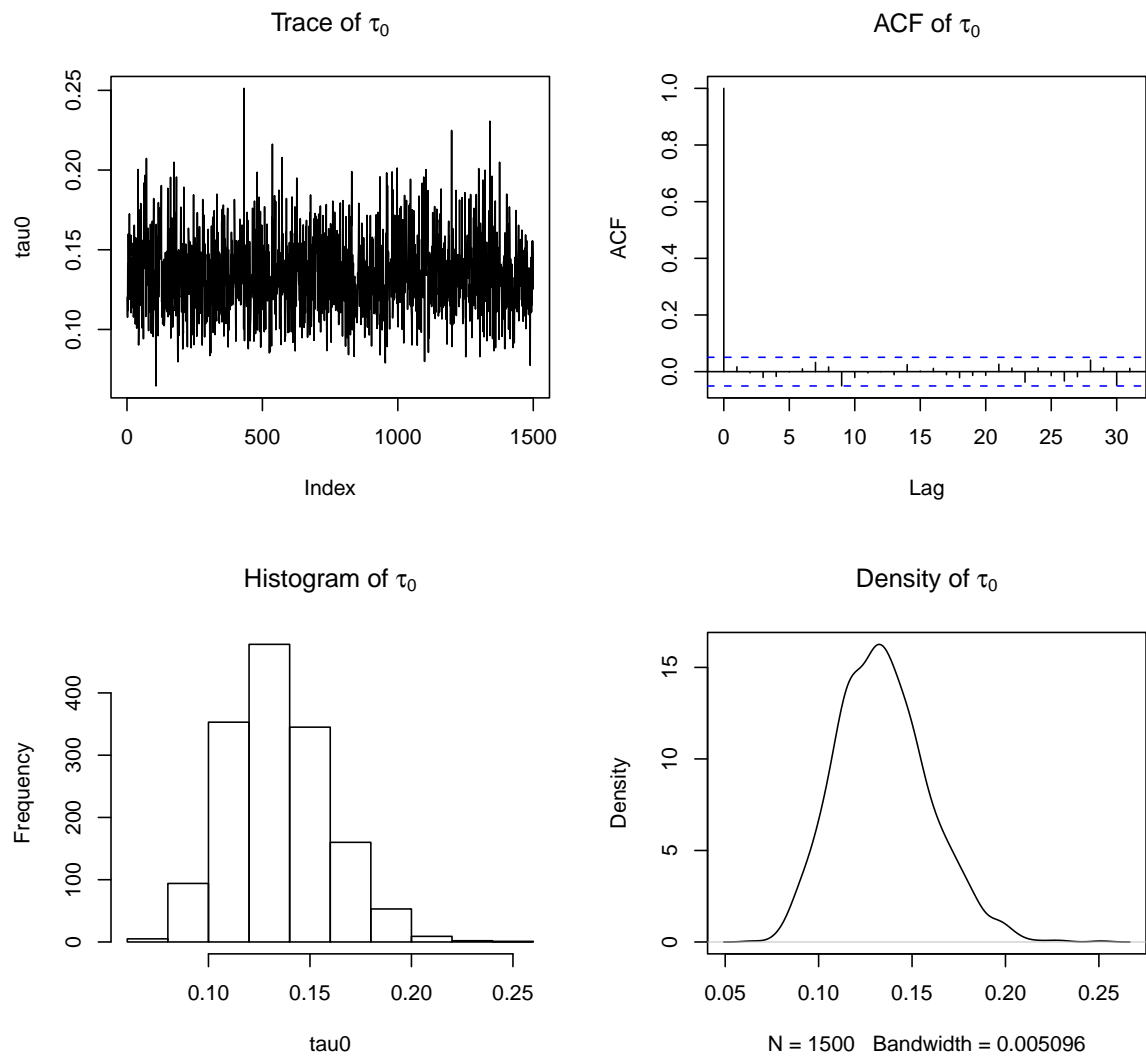 Trace of τ0
0.25
0.20
0.15
0.10
tau0
0 500 1000 1500
Index
ACF of τ0
1.0
0.8
0.6
0.4
0.2
0.0
ACF
0 5 10 15 20 25 30
Lag
Histogram of τ0
400
300
200
100
0
Frequency
0.10 0.15 0.20 0.25
tau0
Density of τ0
15
10
5
0
Density
0.05 0.10 0.15 0.20 0.25
N = 1500 Bandwidth = 0.005096